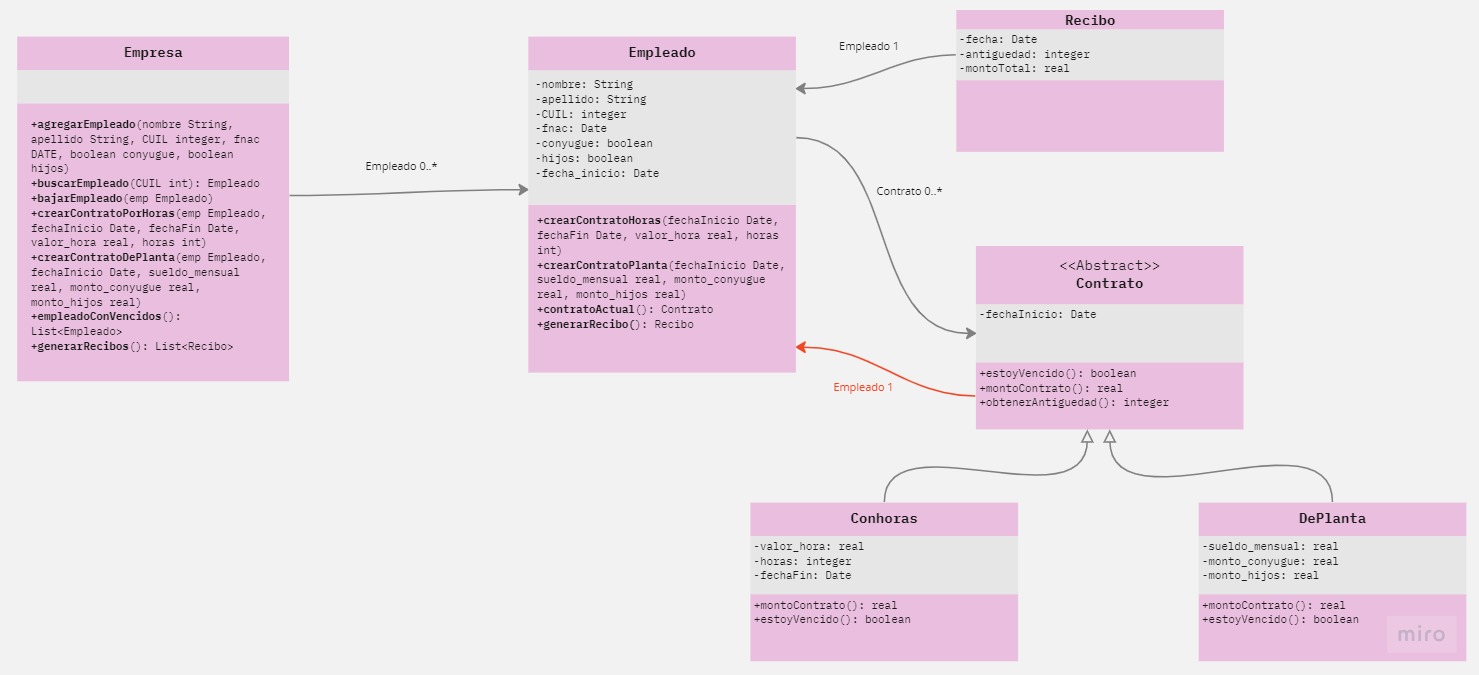 Empresa
+agregarEmpleado(nombre String,
apellido String, CUIL integer, fnac
DATE, boolean conyugue, boolean
hijos)
+buscarEmpleado(CUIL int): Empleado
+bajarEmpleado(emp Empleado)
+crearContratoPorHoras(emp Empleado,
fechaInicio Date, fechaFin Date,
valor_hora real, horas int)
+crearContratoDePlanta(emp Empleado,
fechaInicio Date, sueldo_mensual
real, monto_conyugue real,
monto_hijos real)
+empleadoConVencidos():
List<Empleado>
+generarRecibos(): List<Recibo>
Empleado 0..*
Empleado
-nombre: String
-apellido: String
-CUIL: integer
-fnac: Date
-conyugue: boolean
-hijos: boolean
-fecha_inicio: Date
+crearContratoHoras(fechaInicio Date,
fechaFin Date, valor_hora real, horas
int)
+crearContratoPlanta(fechaInicio Date,
sueldo_mensual real, monto_conyugue
real, monto_hijos real)
+contratoActual(): Contrato
+generarRecibo(): Recibo
Empleado 1
Recibo
-fecha: Date
-antiguedad: integer
-montoTotal: real
Contrato 0..*
<<Abstract>>
Contrato
-fechaInicio: Date
+estoyVencido(): boolean
+montoContrato(): real
+obtenerAntiguedad(): integer
Empleado 1
Conhoras
-valor_hora: real
-horas: integer
-fechaFin: Date
+montoContrato(): real
+estoyVencido(): boolean
DePlanta
-sueldo_mensual: real
-monto_conyugue: real
-monto_hijos: real
+montoContrato(): real
+estoyVencido(): boolean
miro